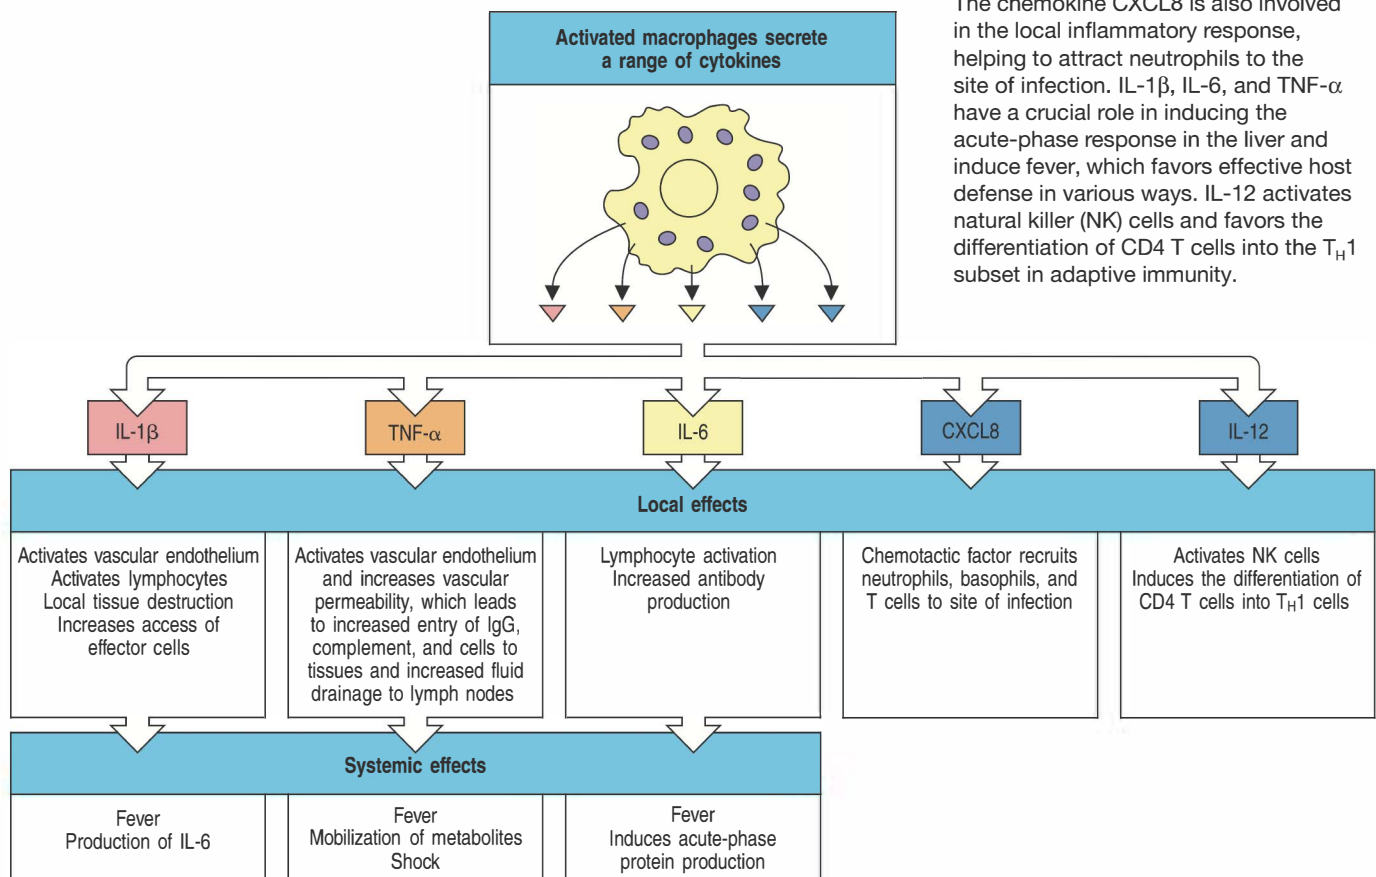 The chemokine CXCL8 is also involved
in the local inflammatory response,
helping to attract neutrophils to the
site of infection. IL-1β, IL-6, and TNF-α
have a crucial role in inducing the
acute-phase response in the liver and
induce fever, which favors effective host
defense in various ways. IL-12 activates
natural killer (NK) cells and favors the
differentiation of CD4 T cells into the TH1
subset in adaptive immunity.
Activated macrophages secrete
a range of cytokines
IL-1β
TNF-α
IL-6
CXCL8
IL-12
Local effects
Activates vascular endothelium
Activates lymphocytes
Local tissue destruction
Increases access of
effector cells
Activates vascular endothelium
and increases vascular
permeability, which leads
to increased entry of IgG,
complement, and cells to
tissues and increased fluid
drainage to lymph nodes
Lymphocyte activation
Increased antibody
production
Chemotactic factor recruits
neutrophils, basophils, and
T cells to site of infection
Activates NK cells
Induces the differentiation of
CD4 T cells into TH1 cells
Systemic effects
Fever
Production of IL-6
Fever
Mobilization of metabolites
Shock
Fever
Induces acute-phase
protein production